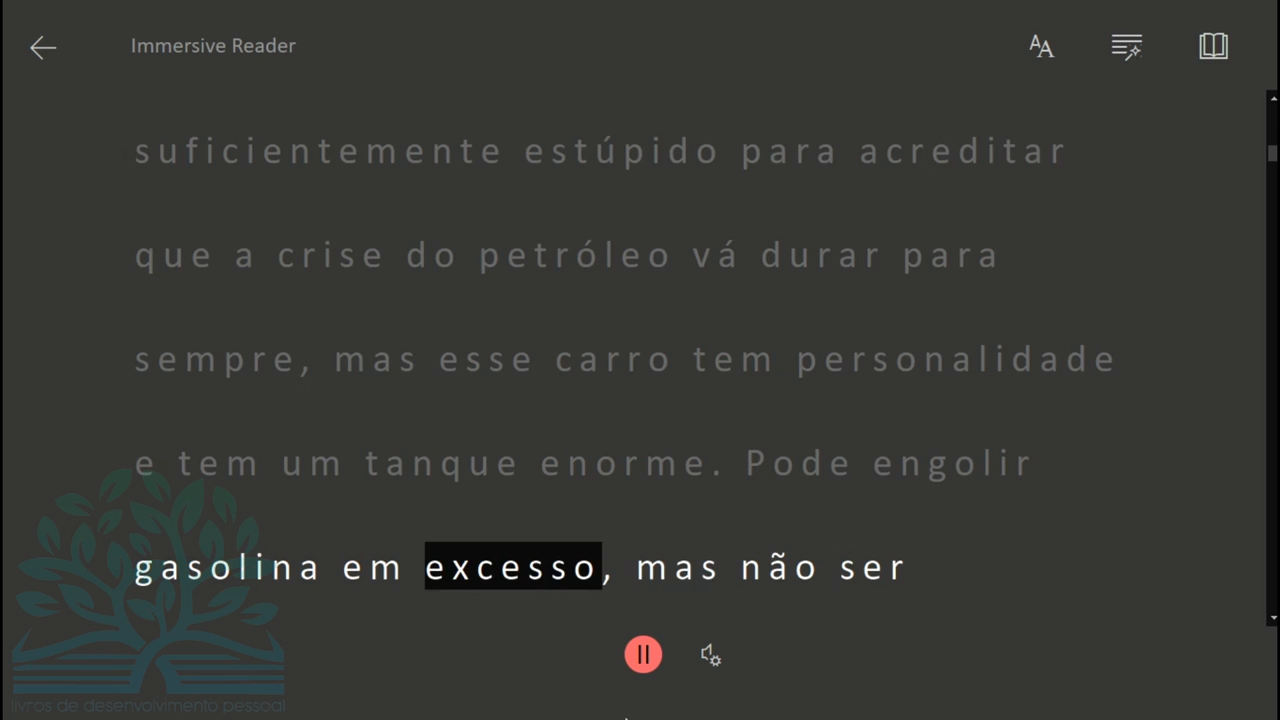 Immersive Reader
suficientemente estúpido para acreditar
que a crise do petróleo vá durar para
sempre, mas esse carro tem personalidade
e tem um tanque enorme. Pode engolir
gasolina em excesso, mas não ser
livros de desenvolvimento pessoal